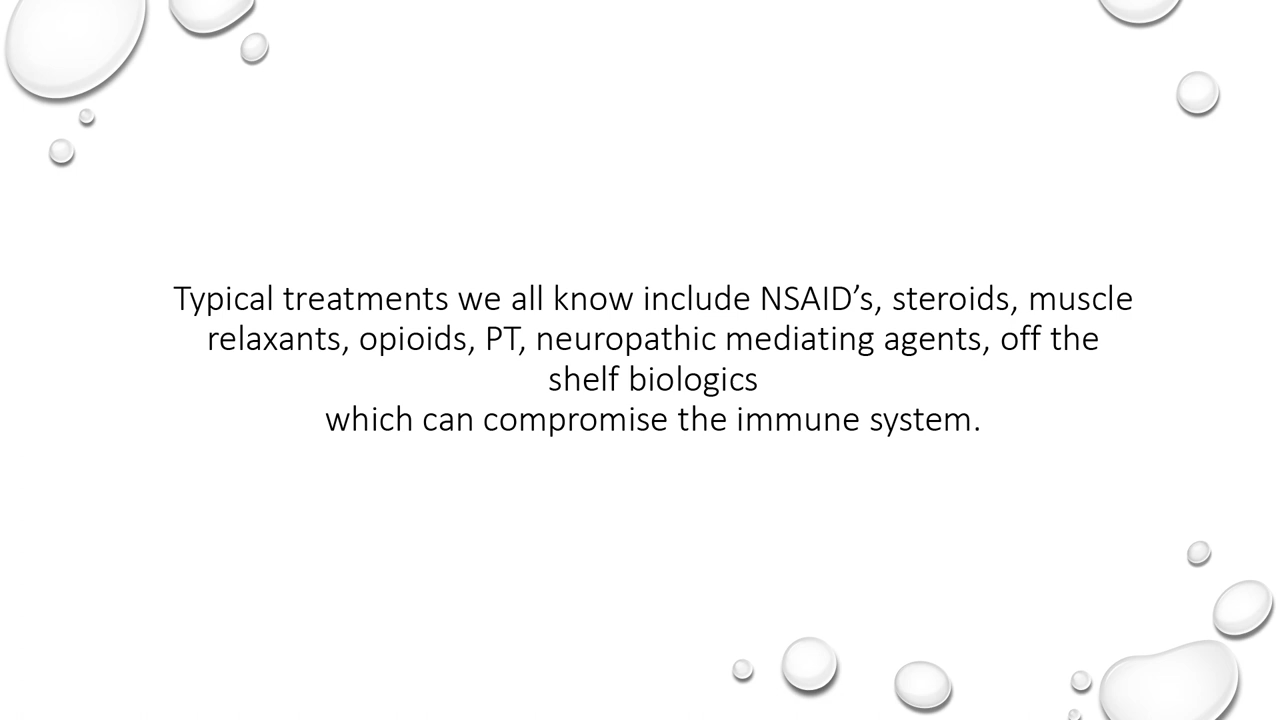 Typical treatments we all know include NSAID’s, steroids, muscle
relaxants, opioids, PT, neuropathic mediating agents, off the
shelf biologics
which can compromise the immune system.